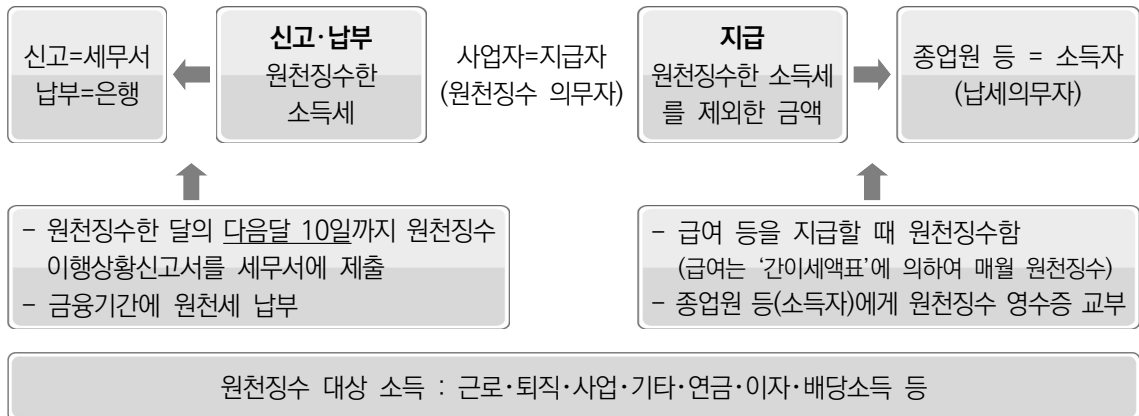 신고=세무서
납부=은행
신고·납부
원천징수한
소득세
사업자=지급자
(원천징수 의무자)
지급
원천징수한 소득세
를 제외한 금액
종업원 등 = 소득자
(납세의무자)
- 원천징수한 달의 다음달 10일까지 원천징수
이행상황신고서를 세무서에 제출
- 금융기간에 원천세 납부
- 급여 등을 지급할 때 원천징수함
(급여는 ‘간이세액표’에 의하여 매월 원천징수)
- 종업원 등(소득자)에게 원천징수 영수증 교부
원천징수 대상 소득 : 근로·퇴직·사업·기타·연금·이자·배당소득 등